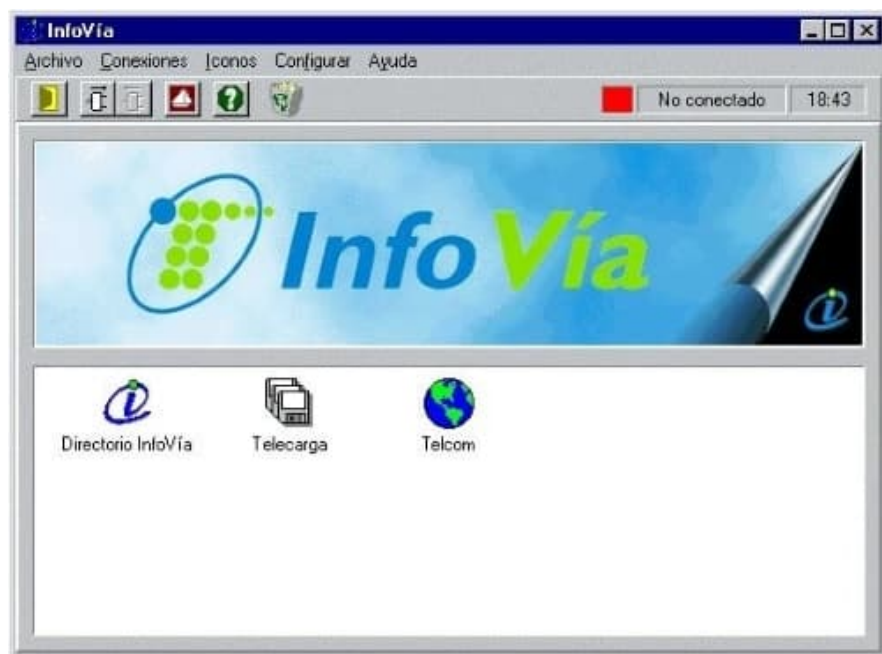 InfoVía
Archivo Conexiones Iconos Configurar Ayuda
No conectado 18:43
InfoVía
Directorio InfoVía Telecarga Telcom